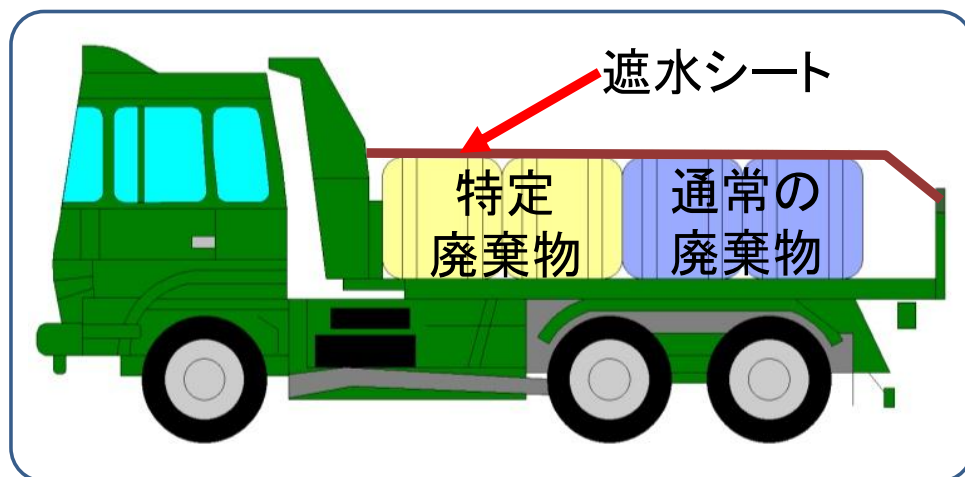 遮水シート
特定
廃棄物
通常の
廃棄物